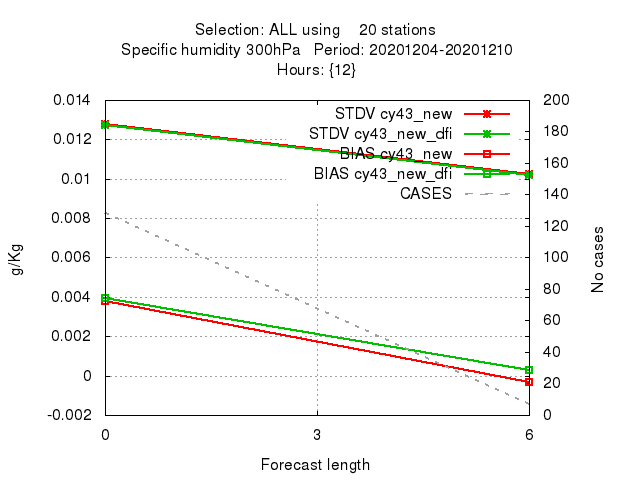 Selection: ALL using    20 stations
Specific humidity 300hPa   Period: 20201204-20201210
Hours: {12}
0.014
0.012
0.01
0.008
0.006
0.004
0.002
0
-0.002
g/Kg
STDV cy43_new
STDV cy43_new_dfi
BIAS cy43_new
BIAS cy43_new_dfi
CASES
200
180
160
140
120
100
80
60
40
20
0
No cases
0 3 6
Forecast length